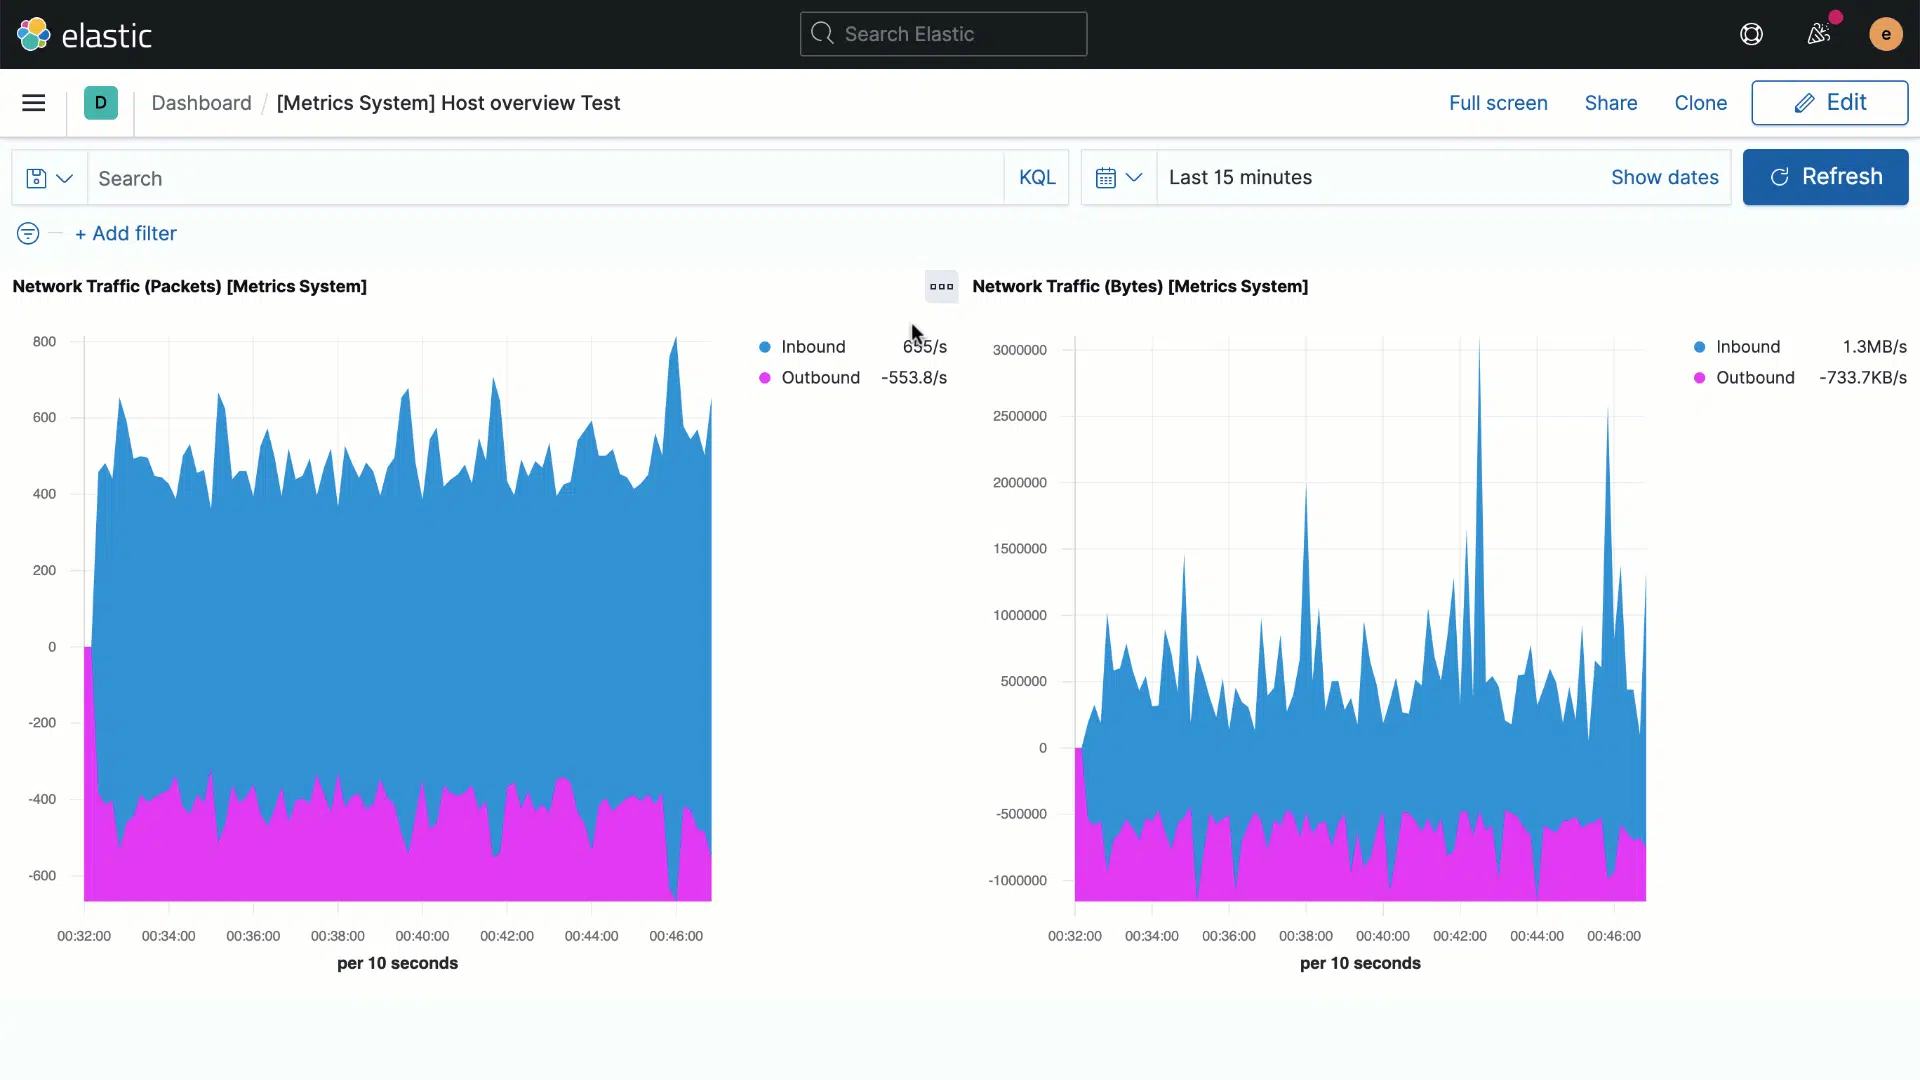 elastic
Search Elastic
e
D
Dashboard / [Metrics System] Host overview Test
Full screen
Share
Clone
Edit
Search
KQL
Last 15 minutes
Show dates
Refresh
+ Add filter
Network Traffic (Packets) [Metrics System]
800
600
400
200
0
-200
-400
-600
00:32:00 00:34:00 00:36:00 00:38:00 00:40:00 00:42:00 00:44:00 00:46:00
per 10 seconds
Inbound 655/s
Outbound -553.8/s
Network Traffic (Bytes) [Metrics System]
3000000
2500000
2000000
1500000
1000000
500000
0
-500000
-1000000
00:32:00 00:34:00 00:36:00 00:38:00 00:40:00 00:42:00 00:44:00 00:46:00
per 10 seconds
Inbound 1.3MB/s
Outbound -733.7KB/s